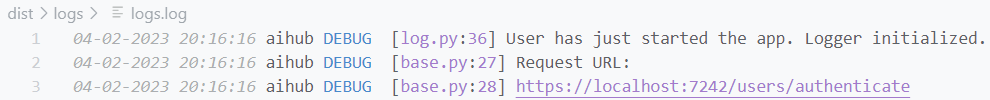 dist > logs > logs.log
1 04-02-2023 20:16:16 aihub DEBUG [log.py:36] User has just started the app. Logger initialized.
2 04-02-2023 20:16:16 aihub DEBUG [base.py:27] Request URL:
3 04-02-2023 20:16:16 aihub DEBUG [base.py:28] https://localhost:7242/users/authenticate